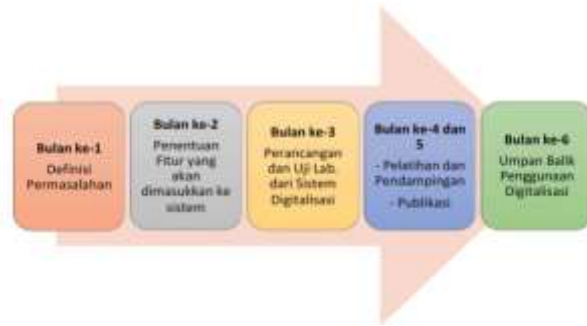 Bulan ke-1
Definisi
Permasalahan
Bulan ke-2
Penentuan
Fitur yang
akan
dimasukkan ke
sistem
Bulan ke-3
Perancangan
dan Uji Lab.
dari Sistem
Digitalisasi
Bulan ke-4 dan
5
- Pelatihan dan
Pendampingan
- Publikasi
Bulan ke-6
Umpan Balik
Penggunaan
Digitalisasi